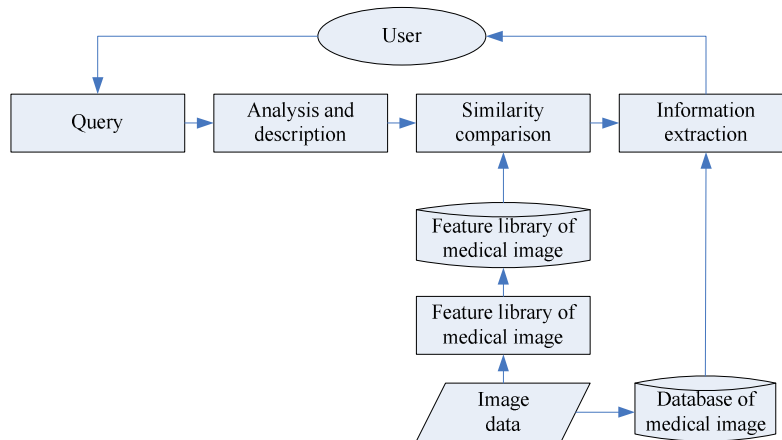 User
Query
Analysis and
description
Similarity
comparison
Information
extraction
Feature library of
medical image
Feature library of
medical image
Image
data
Database of
medical image